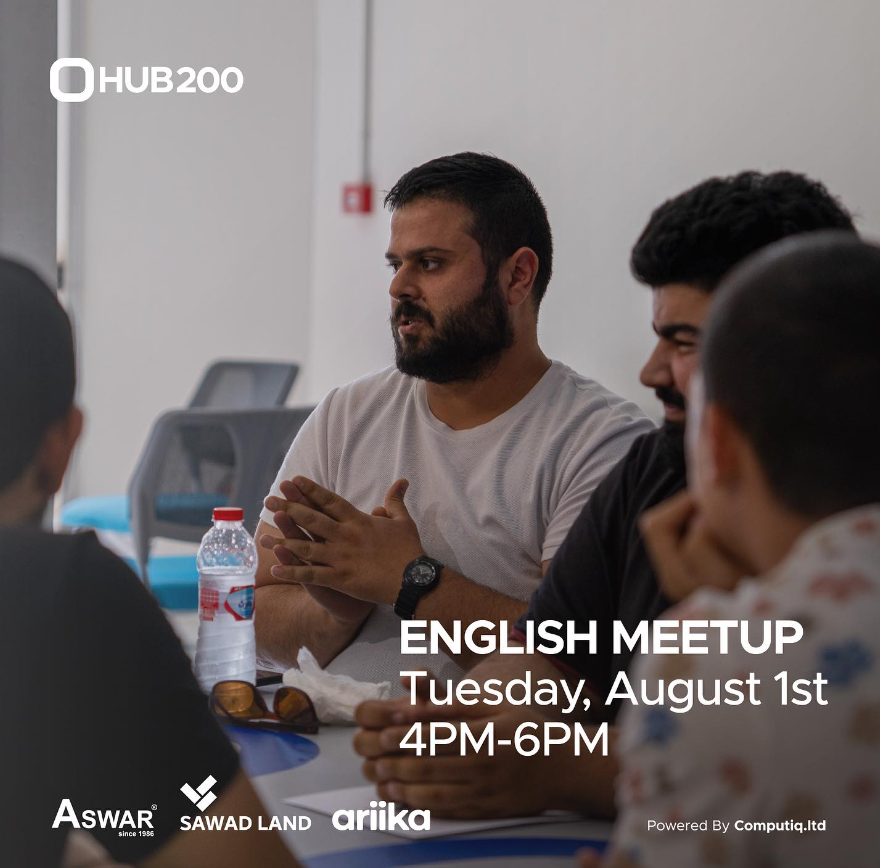 HUB200
ENGLISH MEETUP
Tuesday, August 1st
4PM-6PM
ASWAR®
since 1986
SAWAD LAND
ariika
Powered By Computiq.ltd